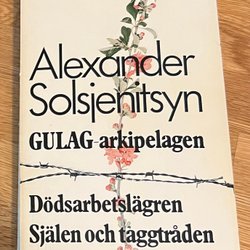 Alexander
Solsjenitsyn
GULAG-arkipelagen
Dödsarbetslägren
Själen och taggtråden